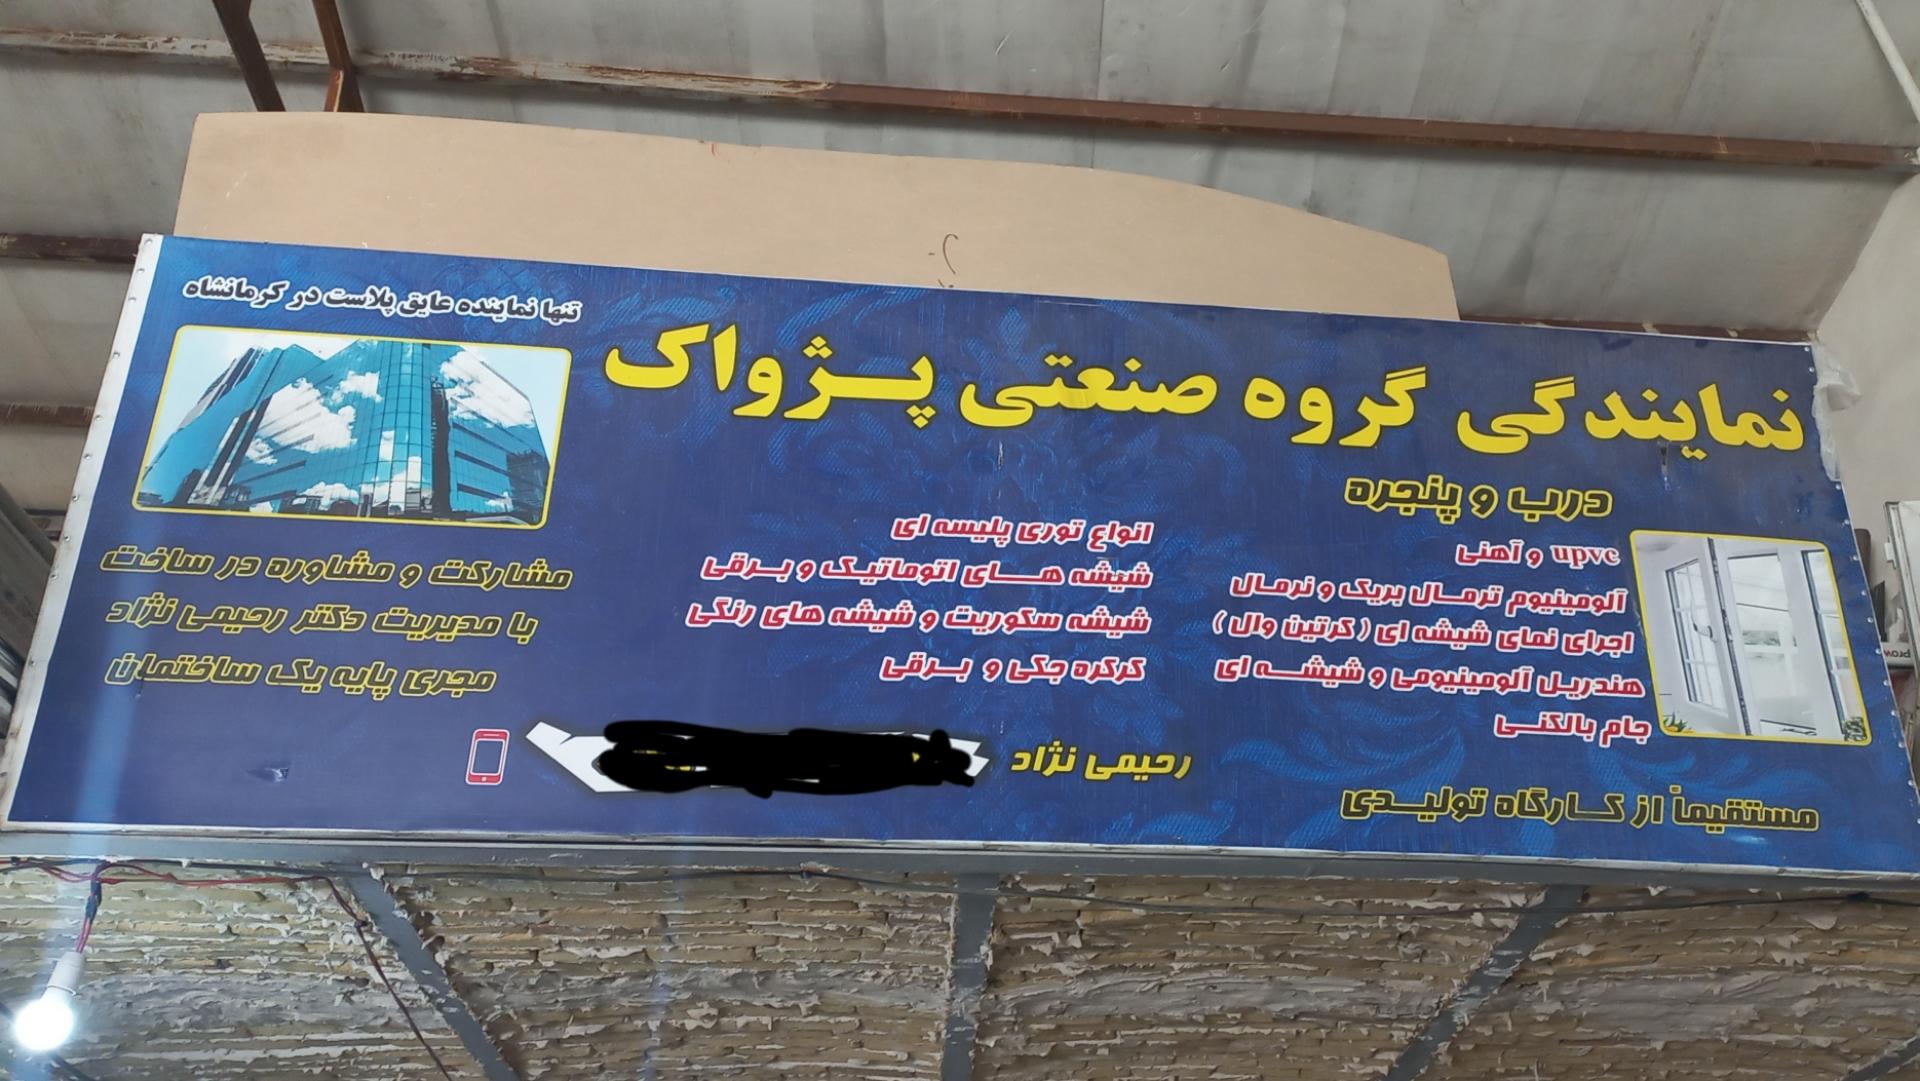 تنها نماینده عایق پلاست در کرمانشاه
نمایندگی گروه صنعتی پژواک
درب و پنجره
upvc و آهنی
آلومینیوم ترمال بریک و نرمال
اجرای نمای شیشه ای ( کرتین وال )
هندریل آلومینیومی و شیشه ای
جام بالکنی
مستقیماً از کارگاه تولیدی
انواع توری پلیسه ای
شیشه های اتوماتیک و برقی
شیشه سکوریت و شیشه های رنگی
کرکره جکی و برقی
رحیمی نژاد
مشارکت و مشاوره در ساخت
با مدیریت دکتر رحیمی نژاد
مجری پایه یک ساختمان